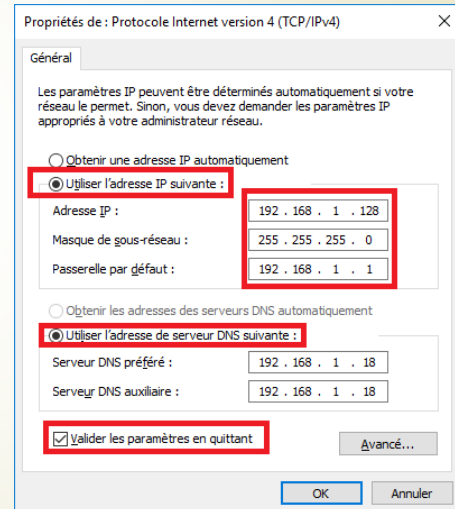 Propriétés de : Protocole Internet version 4 (TCP/IPv4)
Général
Les paramètres IP peuvent être déterminés automatiquement si votre
réseau le permet. Sinon, vous devez demander les paramètres IP
appropriés à votre administrateur réseau.
Obtenir une adresse IP automatiquement
Utiliser l'adresse IP suivante :
Adresse IP : 192 . 168 . 1 . 128
Masque de sous-réseau : 255 . 255 . 255 . 0
Passerelle par défaut : 192 . 168 . 1 . 1
Obtenir les adresses des serveurs DNS automatiquement
Utiliser l'adresse de serveur DNS suivante :
Serveur DNS préféré : 192 . 168 . 1 . 18
Serveur DNS auxiliaire : 192 . 168 . 1 . 18
Valider les paramètres en quittant
Avancé...
OK Annuler